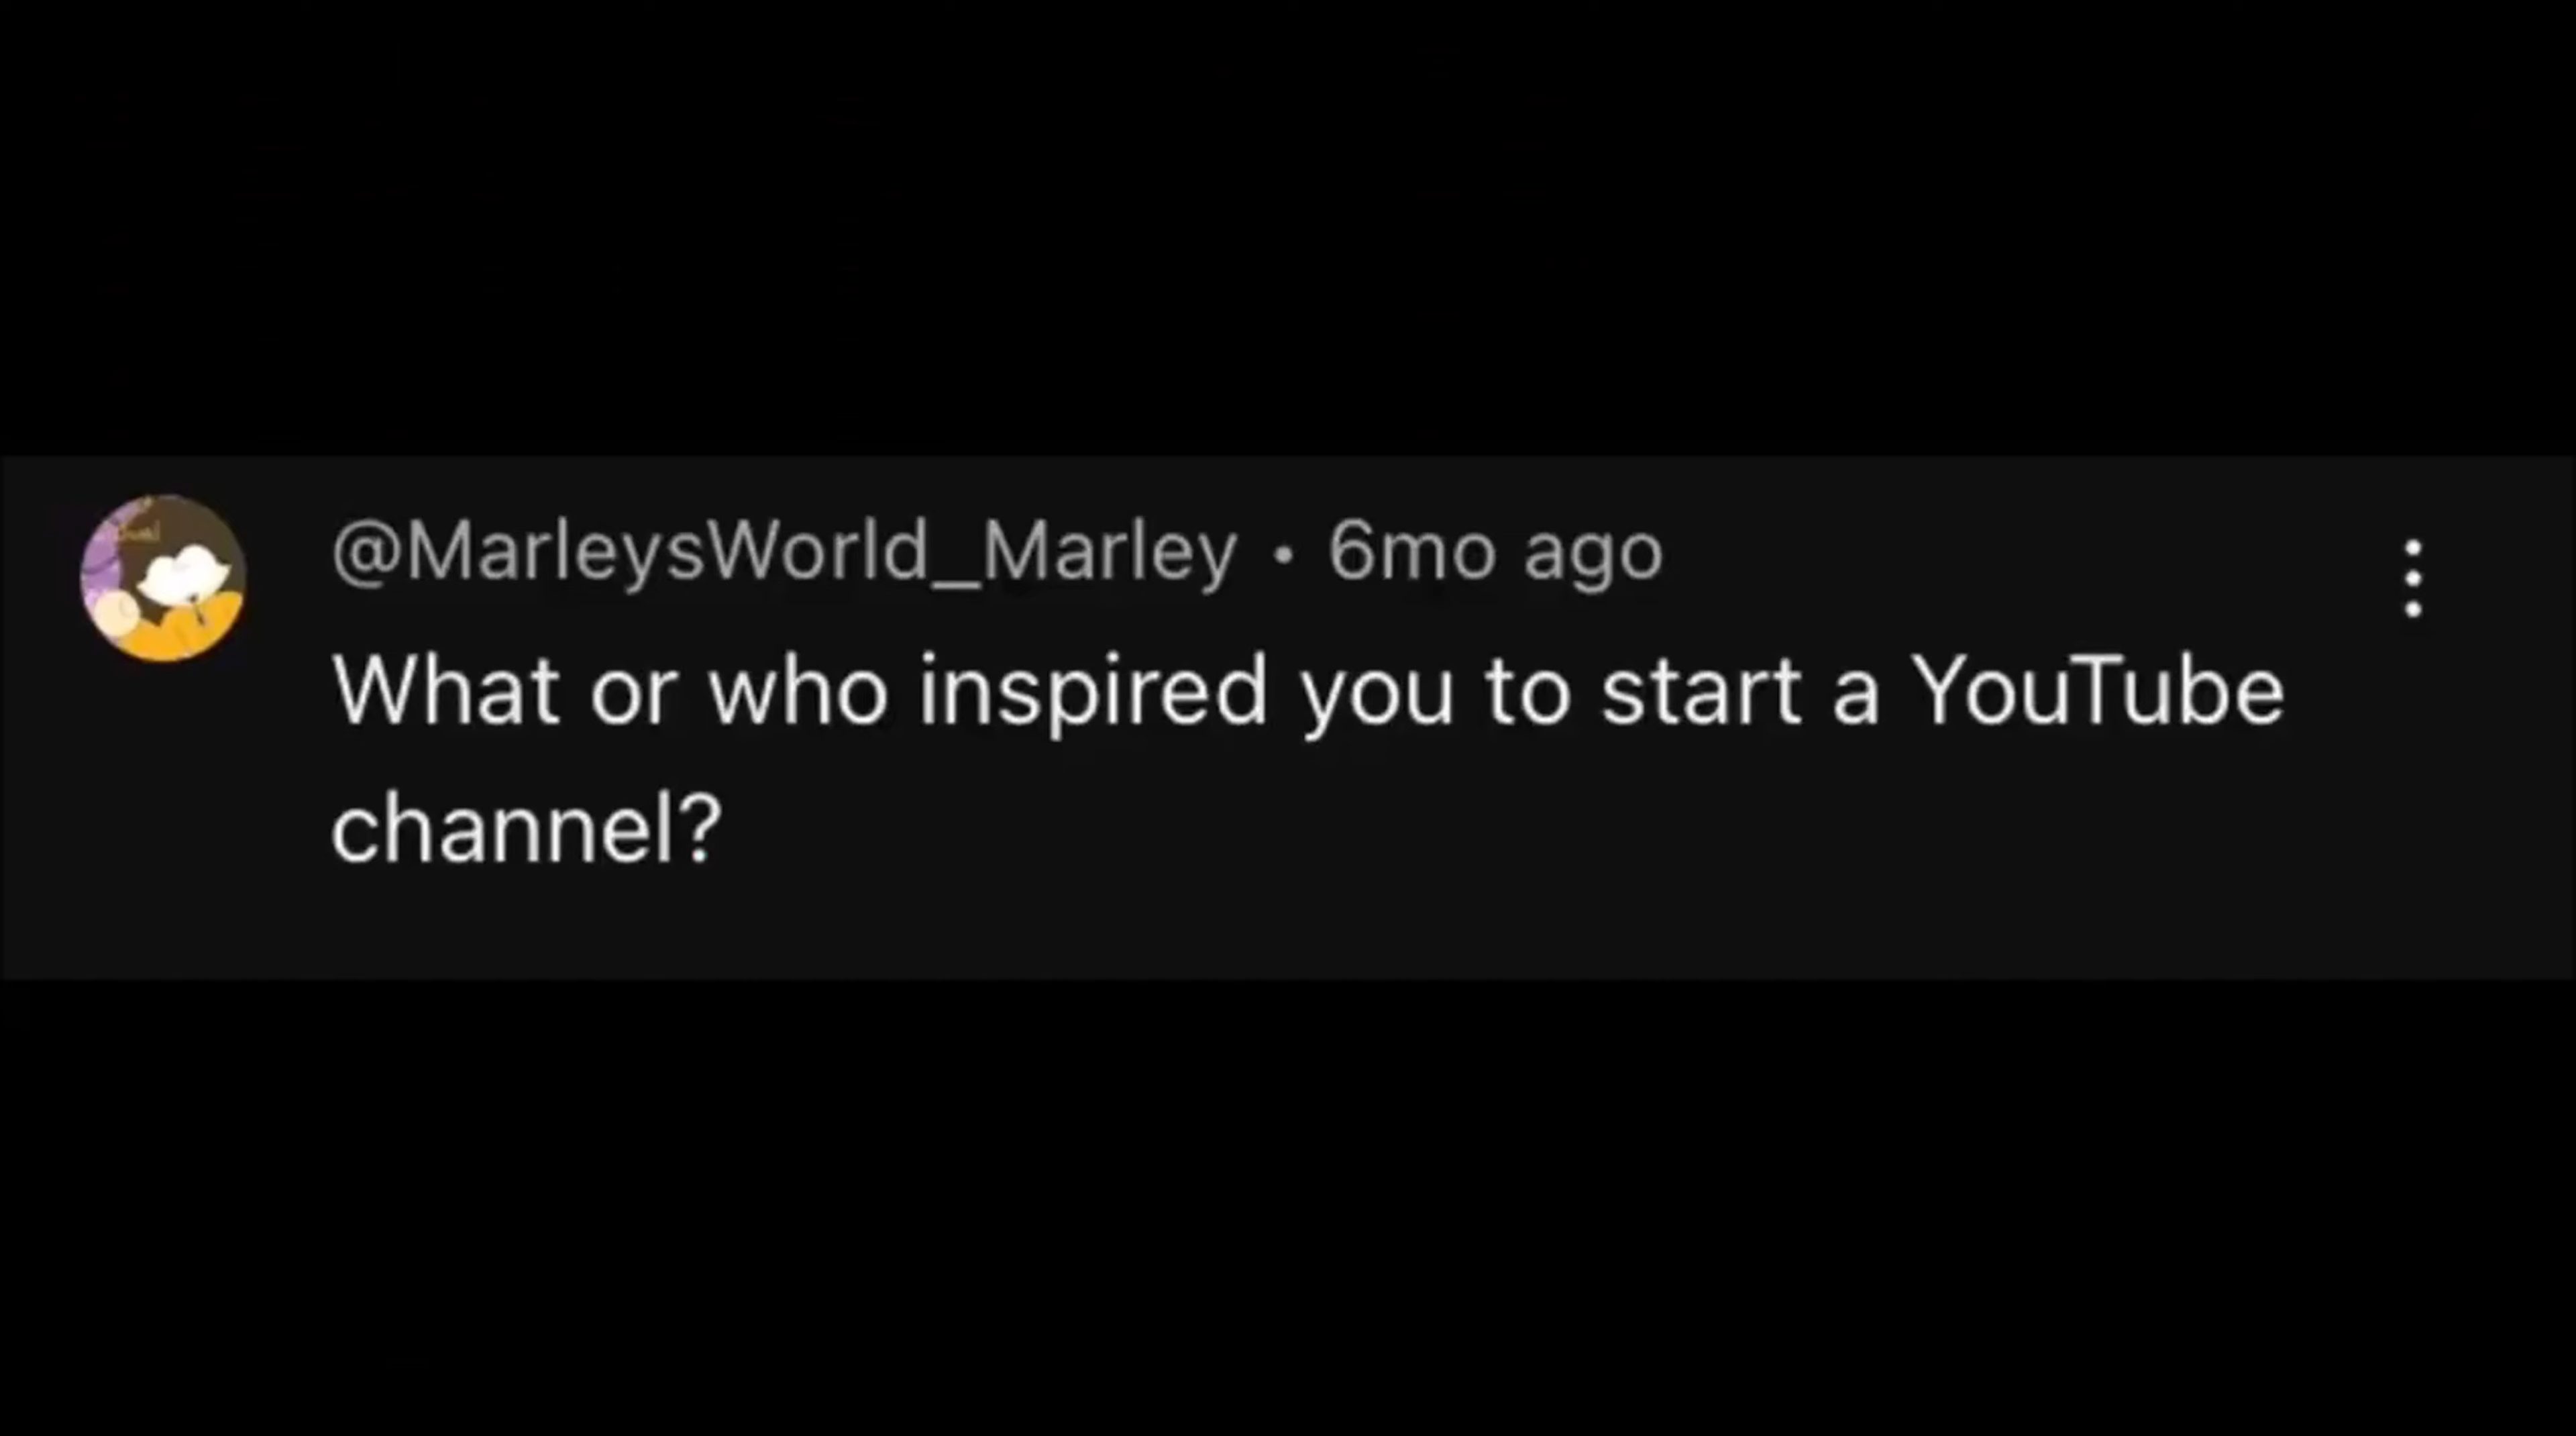 @MarleysWorld_Marley • 6mo ago
What or who inspired you to start a YouTube
channel?